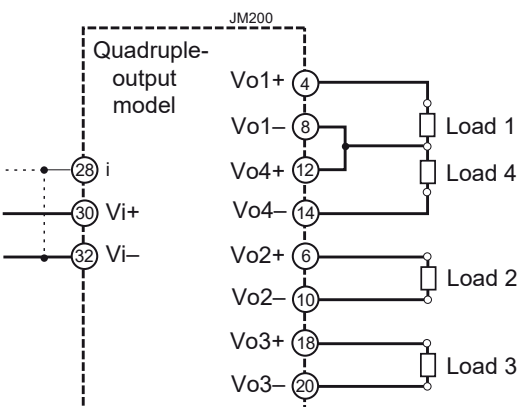 JM200
Quadruple-
output
model
Vo1+ 4
Vo1– 8
Load 1
28 i
Vo4+ 12
Load 4
30 Vi+
Vo4– 14
32 Vi–
Vo2+ 6
Load 2
Vo2– 10
Vo3+ 18
Load 3
Vo3– 20